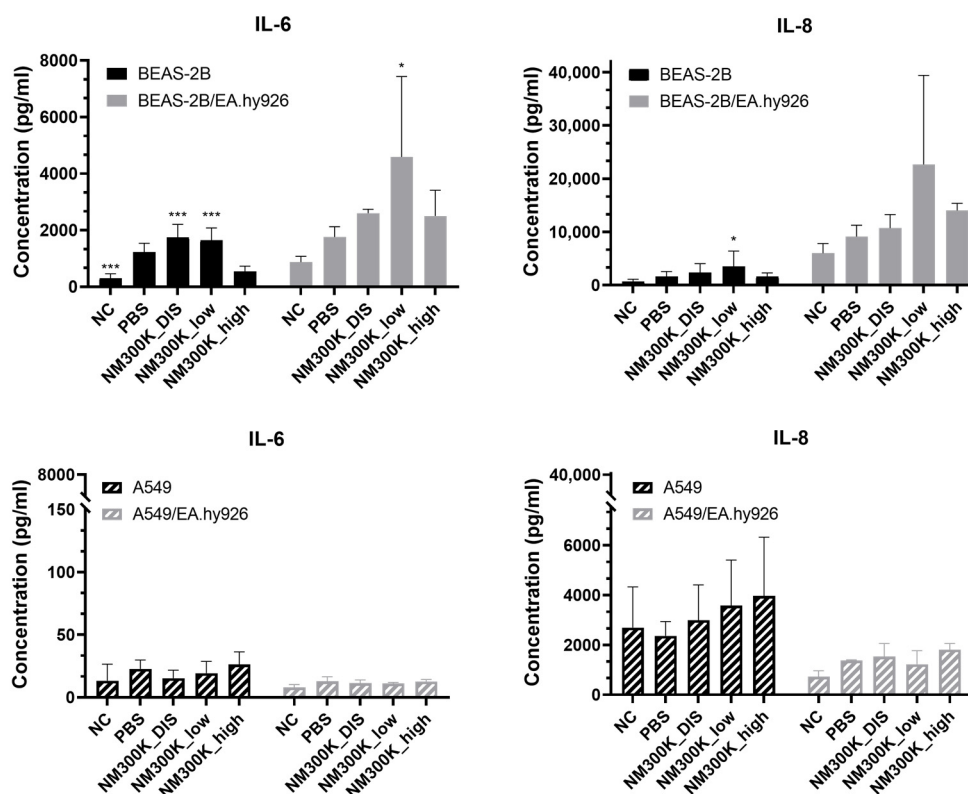 IL-6
Concentration (pg/ml)
8000
6000
4000
2000
0
BEAS-2B
BEAS-2B/EA.hy926
***
***
***
*
NC
PBS
NM300K_DIS
NM300K_low
NM300K_high
NC
PBS
NM300K_DIS
NM300K_low
NM300K_high
IL-8
Concentration (pg/ml)
40,000
30,000
20,000
10,000
0
BEAS-2B
BEAS-2B/EA.hy926
*
NC
PBS
NM300K_DIS
NM300K_low
NM300K_high
NC
PBS
NM300K_DIS
NM300K_low
NM300K_high
IL-6
Concentration (pg/ml)
8000
150
100
50
0
A549
A549/EA.hy926
NC
PBS
NM300K_DIS
NM300K_low
NM300K_high
NC
PBS
NM300K_DIS
NM300K_low
NM300K_high
IL-8
Concentration (pg/ml)
40,000
6000
4000
2000
0
A549
A549/EA.hy926
NC
PBS
NM300K_DIS
NM300K_low
NM300K_high
NC
PBS
NM300K_DIS
NM300K_low
NM300K_high